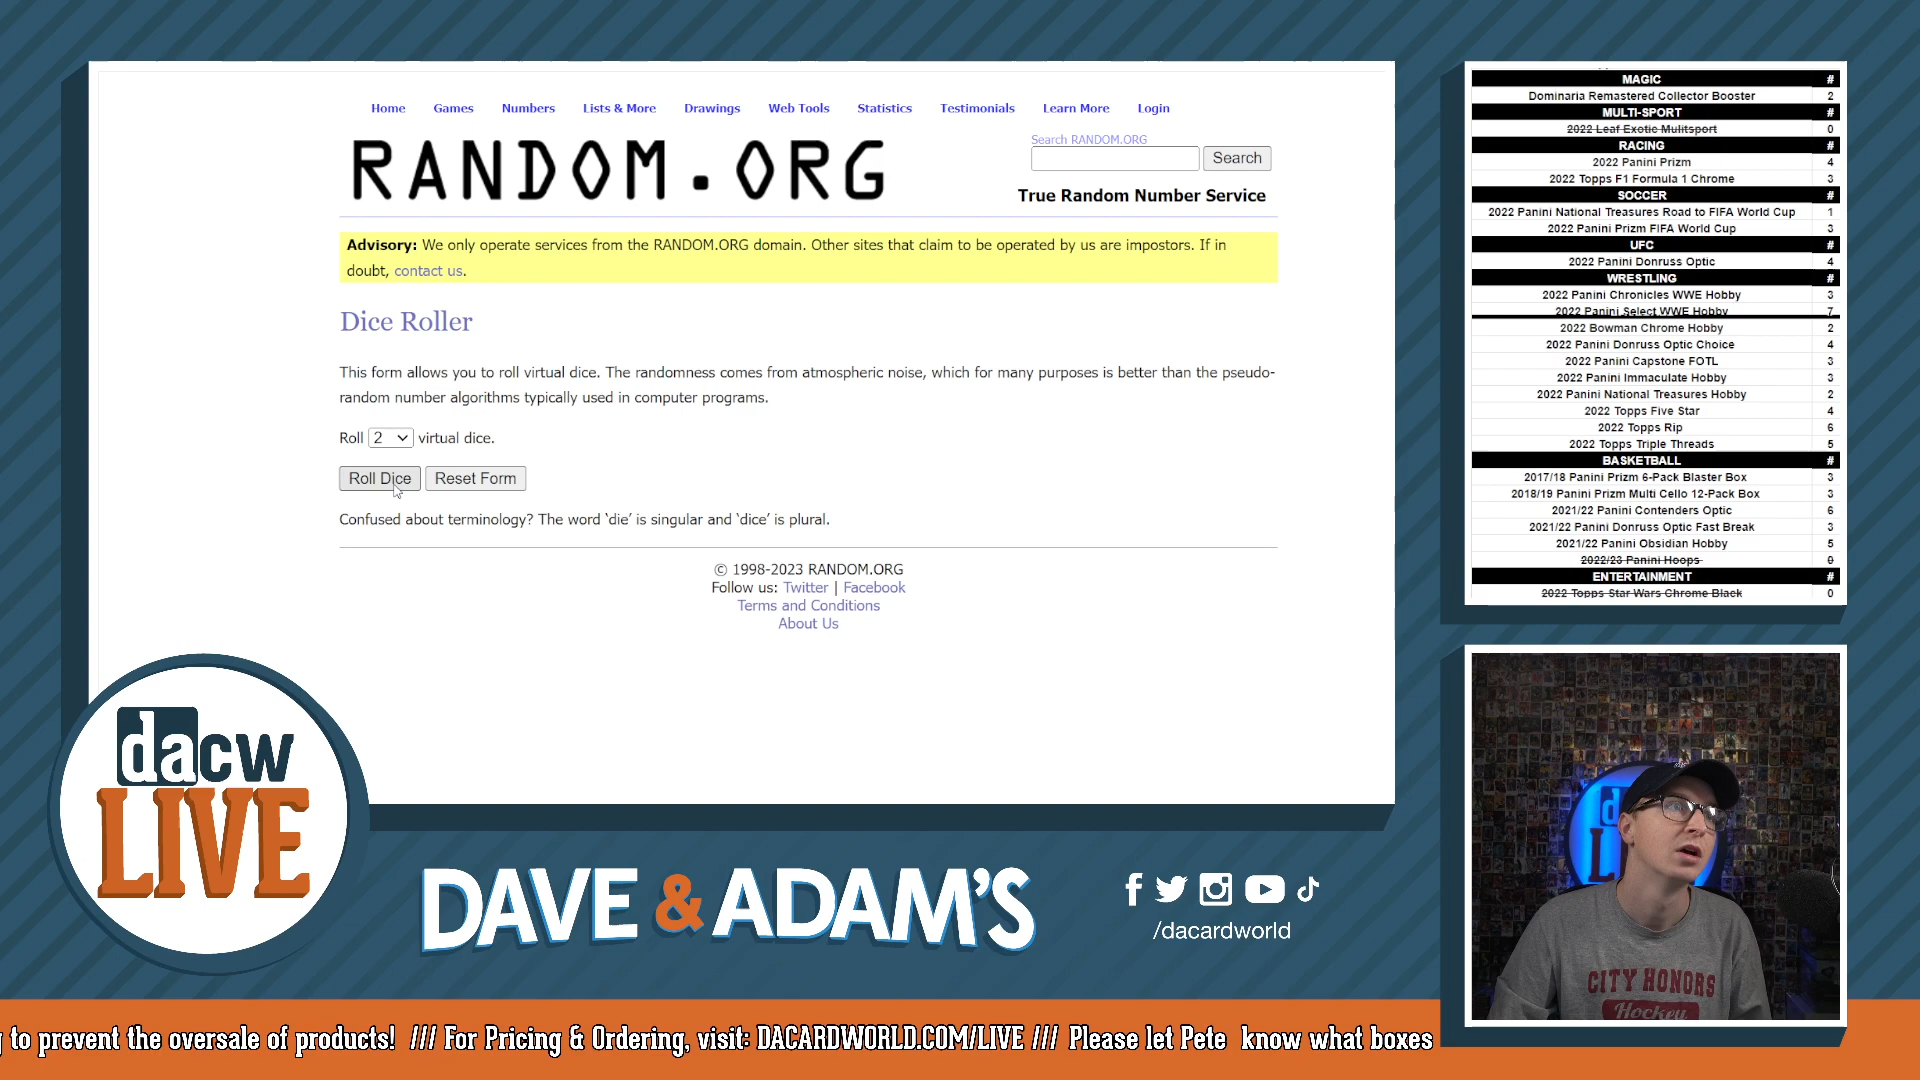 Home Games Numbers Lists & More Drawings Web Tools Statistics Testimonials Learn More Login
RANDOM.ORG
Search RANDOM.ORG
Search
True Random Number Service
Advisory: We only operate services from the RANDOM.ORG domain. Other sites that claim to be operated by us are impostors. If in
doubt, contact us.
Dice Roller
This form allows you to roll virtual dice. The randomness comes from atmospheric noise, which for many purposes is better than the pseudo-
random number algorithms typically used in computer programs.
Roll 2 virtual dice.
Roll Dice Reset Form
Confused about terminology? The word ‘die’ is singular and ‘dice’ is plural.
© 1998-2023 RANDOM.ORG
Follow us: Twitter | Facebook
Terms and Conditions
About Us
MAGIC #
Dominaria Remastered Collector Booster 2
MULTI-SPORT #
2022 Leaf Exotic Mulitsport 0
RACING #
2022 Panini Prizm 4
2022 Topps F1 Formula 1 Chrome 3
SOCCER #
2022 Panini National Treasures Road to FIFA World Cup 1
2022 Panini Prizm FIFA World Cup 3
UFC #
2022 Panini Donruss Optic 4
WRESTLING #
2022 Panini Chronicles WWE Hobby 3
2022 Panini Select WWE Hobby 7
2022 Bowman Chrome Hobby 2
2022 Panini Donruss Optic Choice 4
2022 Panini Capstone FOTL 3
2022 Panini Immaculate Hobby 3
2022 Panini National Treasures Hobby 2
2022 Topps Five Star 4
2022 Topps Rip 6
2022 Topps Triple Threads 5
BASKETBALL #
2017/18 Panini Prizm 6-Pack Blaster Box 3
2018/19 Panini Prizm Multi Cello 12-Pack Box 3
2021/22 Panini Contenders Optic 6
2021/22 Panini Donruss Optic Fast Break 3
2021/22 Panini Obsidian Hobby 5
2022/23 Panini Hoops 0
ENTERTAINMENT #
2022 Topps Star Wars Chrome Black 0
dacw
LIVE
DAVE & ADAM'S
/dacardworld
CITY HONORS
Hockey
to prevent the oversale of products! /// For Pricing & Ordering, visit: DACARDWORLD.COM/LIVE /// Please let Pete know what boxes